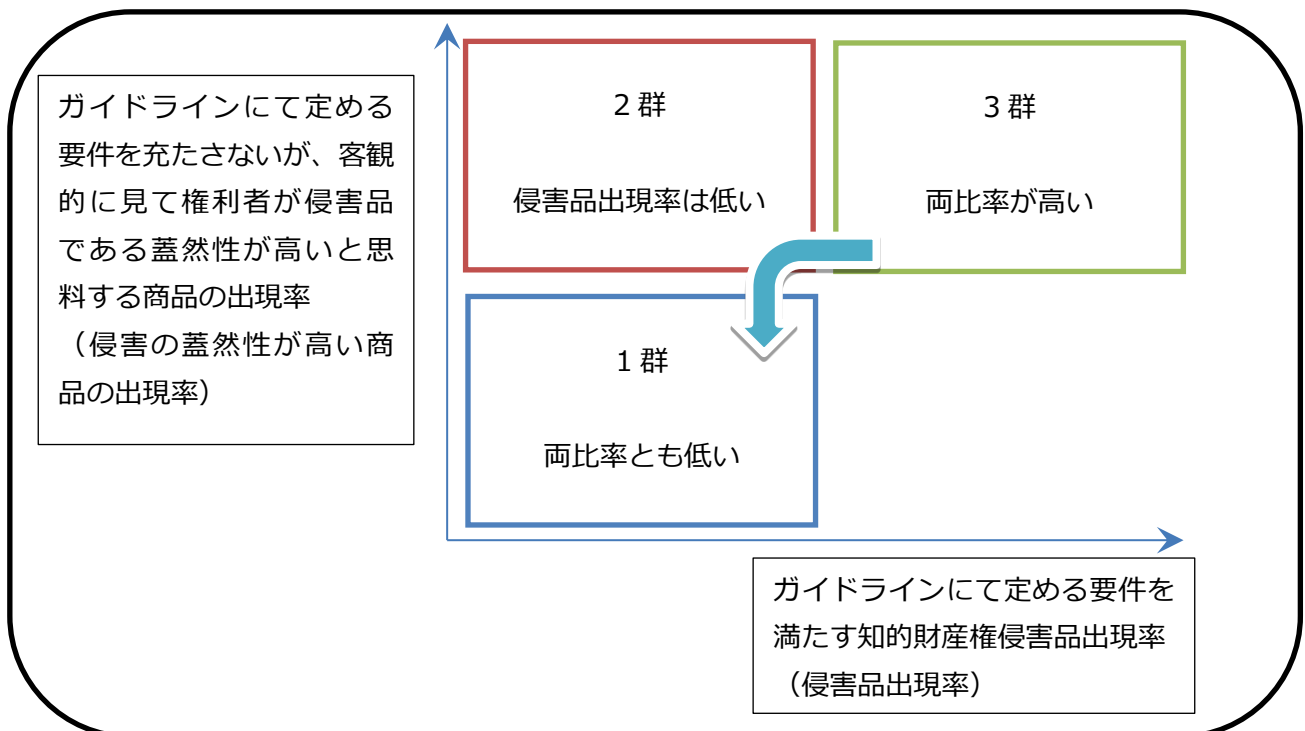 ガイドラインにて定める
要件を充たさないが、客観
的に見て権利者が侵害品
である蓋然性が高いと思
料する商品の出現率
（侵害の蓋然性が高い商
品の出現率）
２群
侵害品出現率は低い
３群
両比率が高い
１群
両比率とも低い
ガイドラインにて定める要件を
満たす知的財産権侵害品出現率
（侵害品出現率）